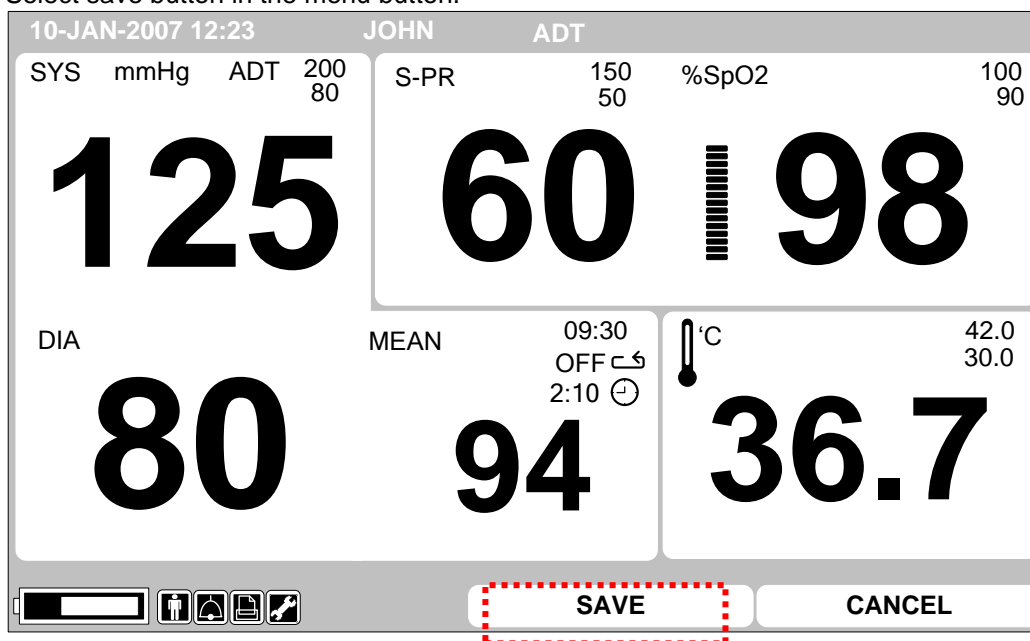 Select save button in the menu button.
10-JAN-2007 12:23 JOHN ADT
SYS mmHg ADT 200
80
125
S-PR 150
50
60
%SpO2 100
90
98
DIA
80
MEAN 09:30
OFF
2:10
94
‘C 42.0
30.0
36.7
SAVE CANCEL